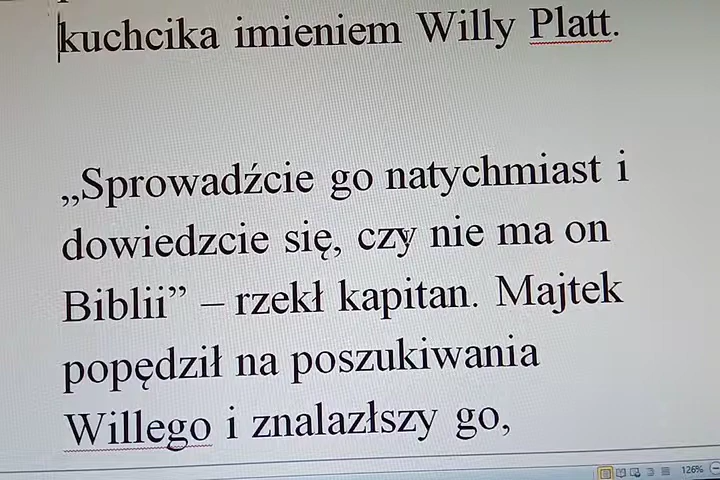 kuchcika imieniem Willy Platt.
„Sprowadźcie go natychmiast i
dowiedzcie się, czy nie ma on
Biblii” – rzekł kapitan. Majtek
popędził na poszukiwania
Willego i znalazłszy go,
126%